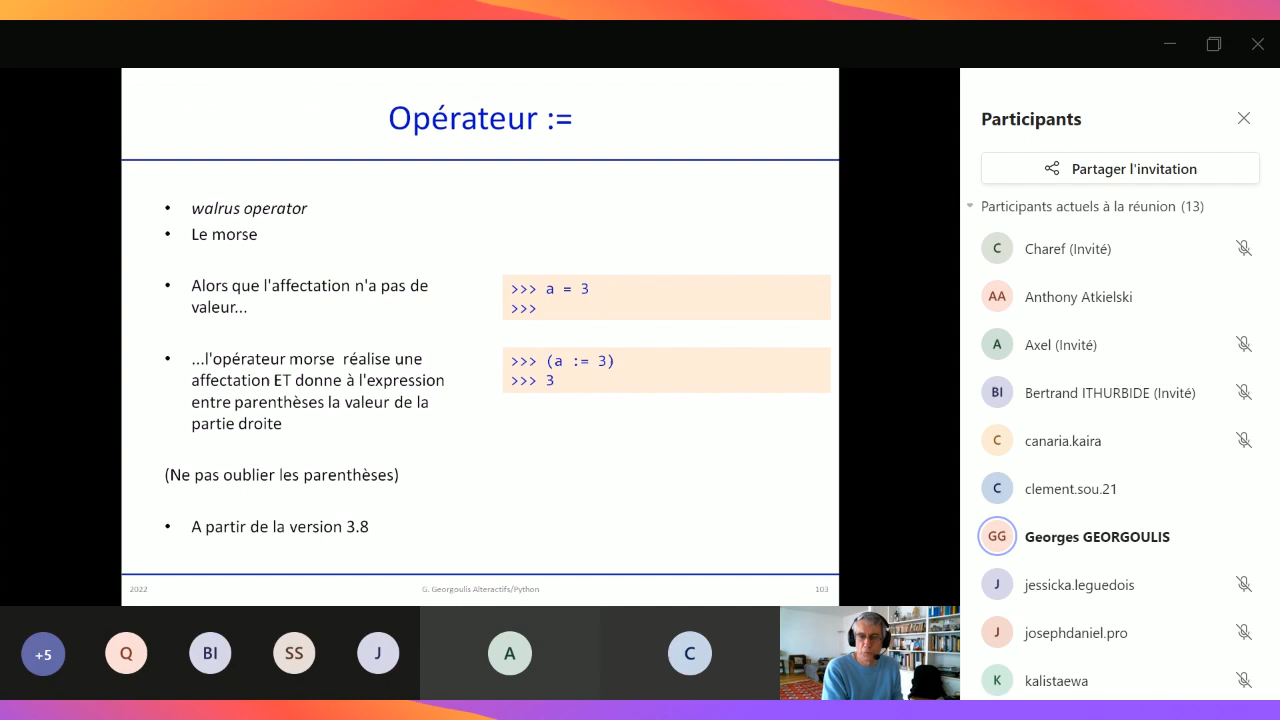 Opérateur :=
• walrus operator
• Le morse
• Alors que l'affectation n'a pas de
valeur...
>>> a = 3
>>>
• ...l'opérateur morse réalise une
affectation ET donne à l'expression
entre parenthèses la valeur de la
partie droite
>>> (a := 3)
>>> 3
(Ne pas oublier les parenthèses)
• A partir de la version 3.8
2022
G. Georgoulis Alteractifs/Python
103
Participants
Partager l'invitation
Participants actuels à la réunion (13)
C Charef (Invité)
AA Anthony Atkielski
A Axel (Invité)
BI Bertrand ITHURBIDE (Invité)
C canaria.kaira
C clement.sou.21
GG Georges GEORGOULIS
J jessicka.leguedois
J josephdaniel.pro
K kalistaewa
+5
Q
BI
SS
J
A
C